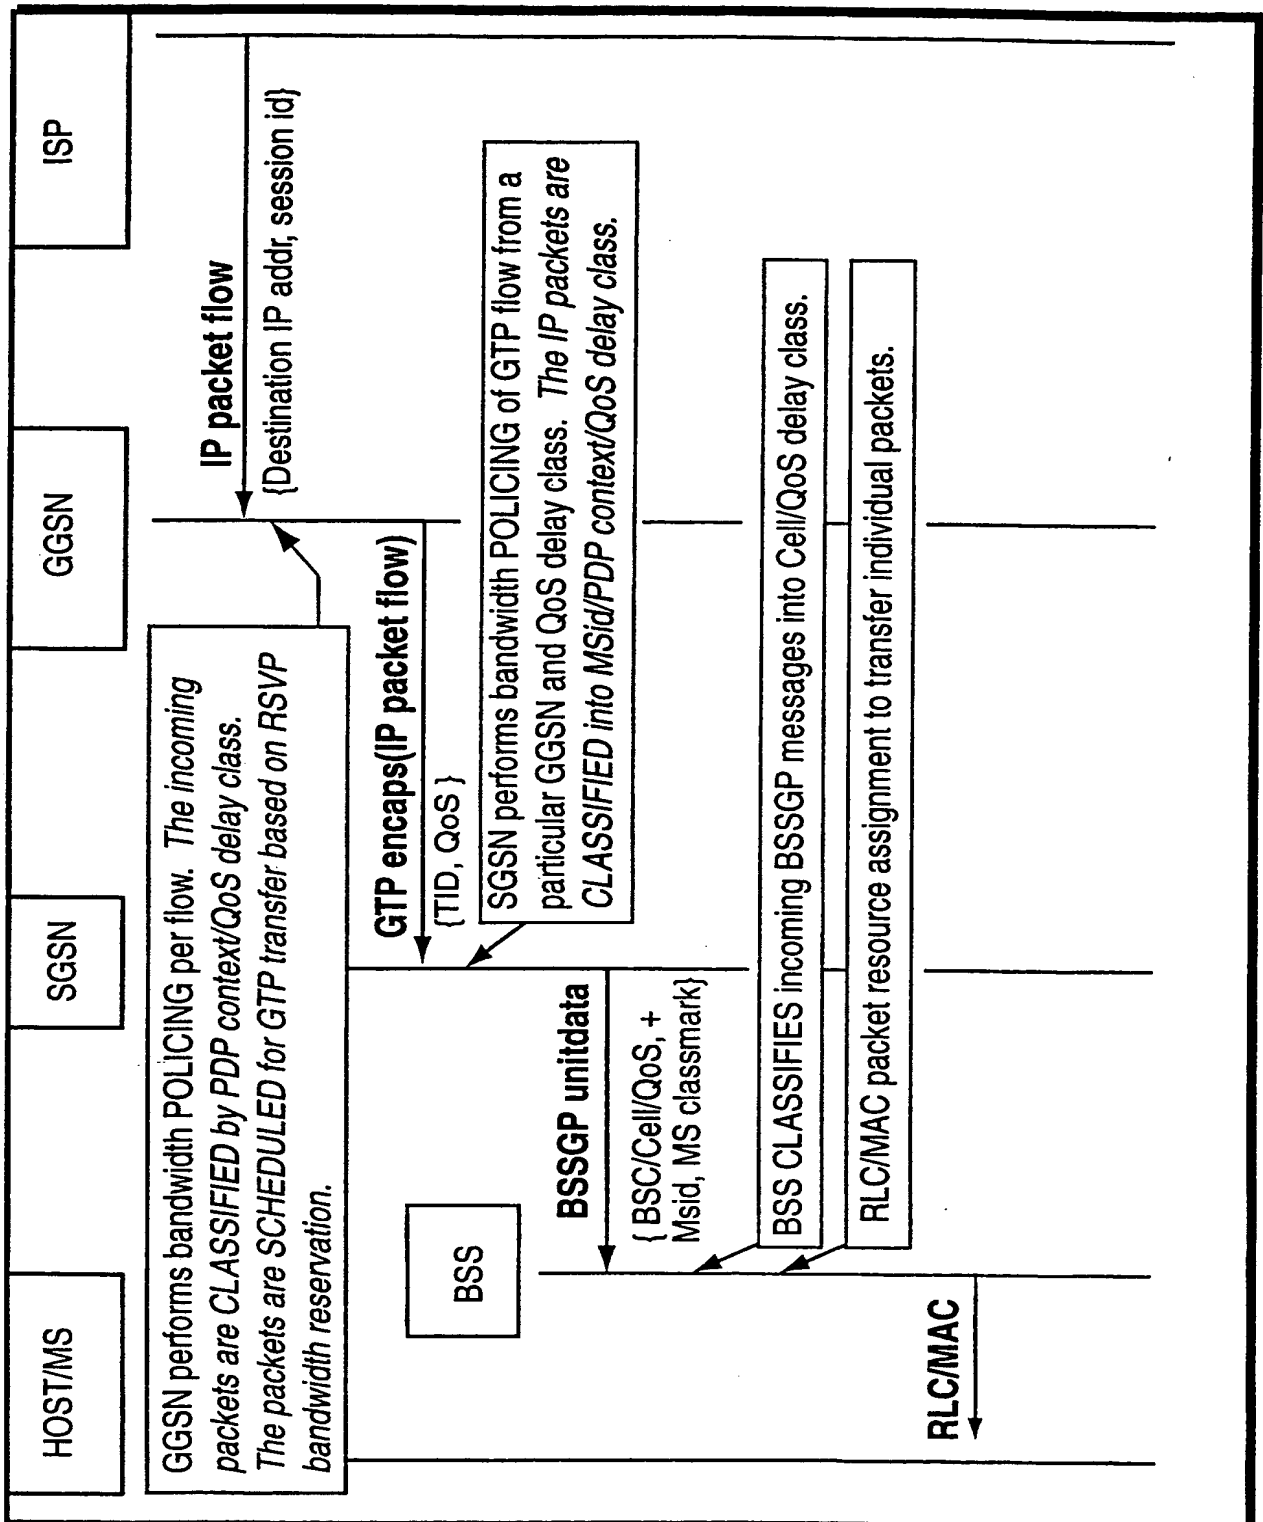 HOST/MS
SGSN
GGSN
ISP
GGSN performs bandwidth POLICING per flow. The incoming
packets are CLASSIFIED by PDP context/QoS delay class.
The packets are SCHEDULED for GTP transfer based on RSVP
bandwidth reservation.
IP packet flow
{Destination IP addr, session id}
GTP encaps(IP packet flow)
{TID, QoS }
BSS
SGSN performs bandwidth POLICING of GTP flow from a
particular GGSN and QoS delay class. The IP packets are
CLASSIFIED into MSid/PDP context/QoS delay class.
BSSGP unitdata
{ BSC/Cell/QoS, +
Msid, MS classmark}
BSS CLASSIFIES incoming BSSGP messages into Cell/QoS delay class.
RLC/MAC packet resource assignment to transfer individual packets.
RLC/MAC